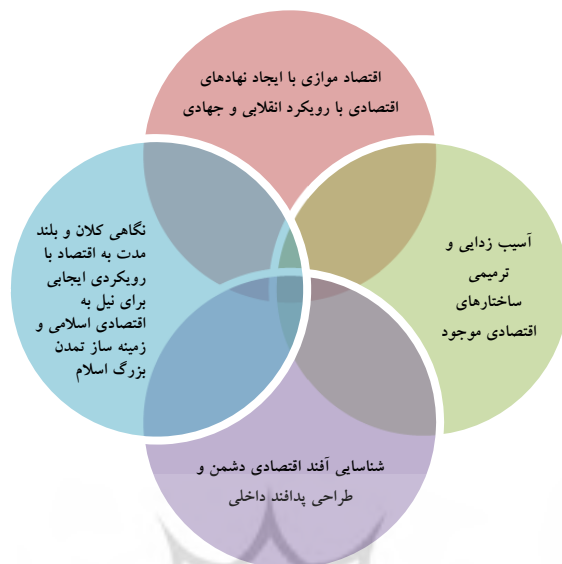 اقتصاد موازی با ایجاد نهادهای
اقتصادی با رویکرد انقلابی و جهادی
آسیب زدایی و
ترمیمی
ساختارهای
اقتصادی موجود
نگاهی کلان و بلند
مدت به اقتصاد با
رویکردی ایجابی
برای نیل به
اقتصادی اسلامی و
زمینه ساز تمدن
بزرگ اسلام
شناسایی آفند اقتصادی دشمن و
طراحی پدافند داخلی